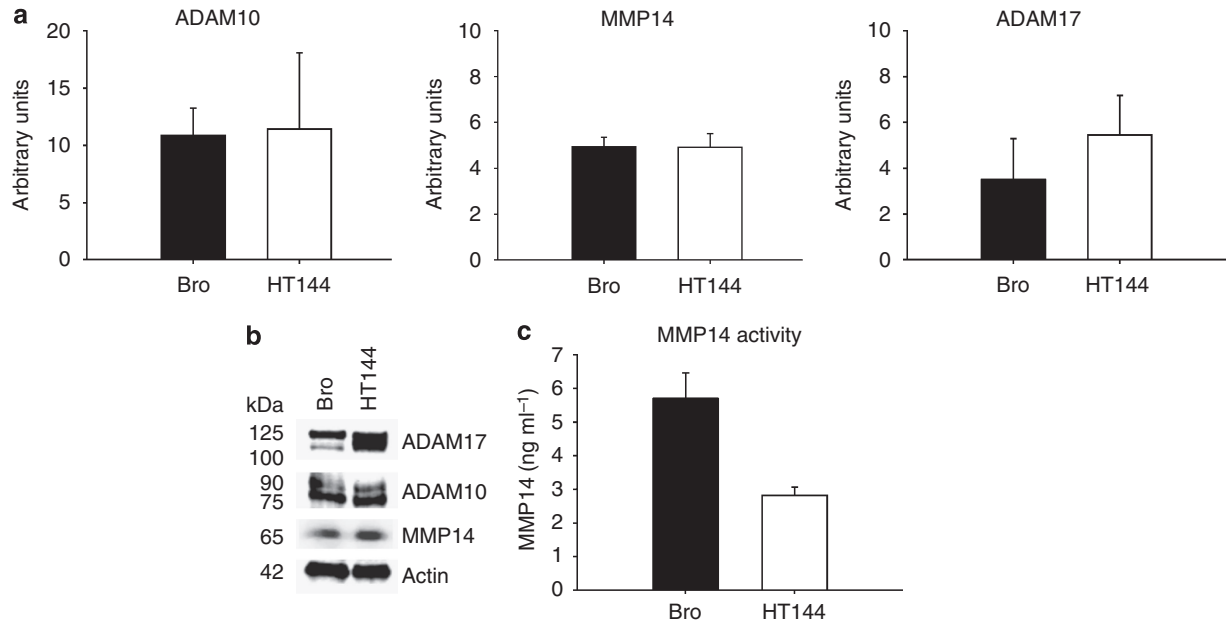 a
ADAM10
20
15
10
5
0
Arbitrary units
Bro HT144
MMP14
10
8
6
4
2
0
Arbitrary units
Bro HT144
ADAM17
10
8
6
4
2
0
Arbitrary units
Bro HT144
b
Bro HT144
kDa
125
100
ADAM17
90
75
ADAM10
65 MMP14
42 Actin
c
MMP14 activity
7
6
5
4
3
2
1
0
MMP14 (ng ml⁻¹)
Bro HT144